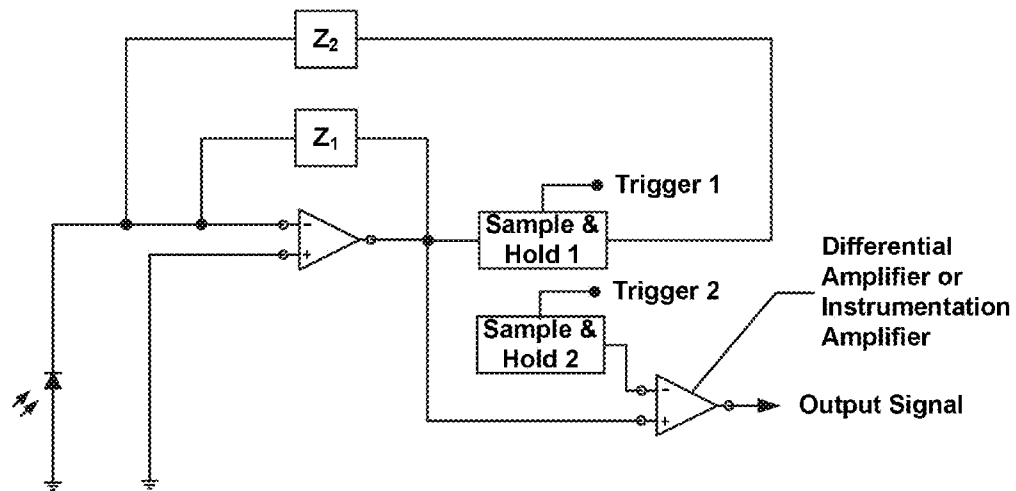 Z₂
Z₁
Trigger 1
Sample &
Hold 1
Trigger 2
Sample &
Hold 2
Differential
Amplifier or
Instrumentation
Amplifier
-
+
-
+
Output Signal